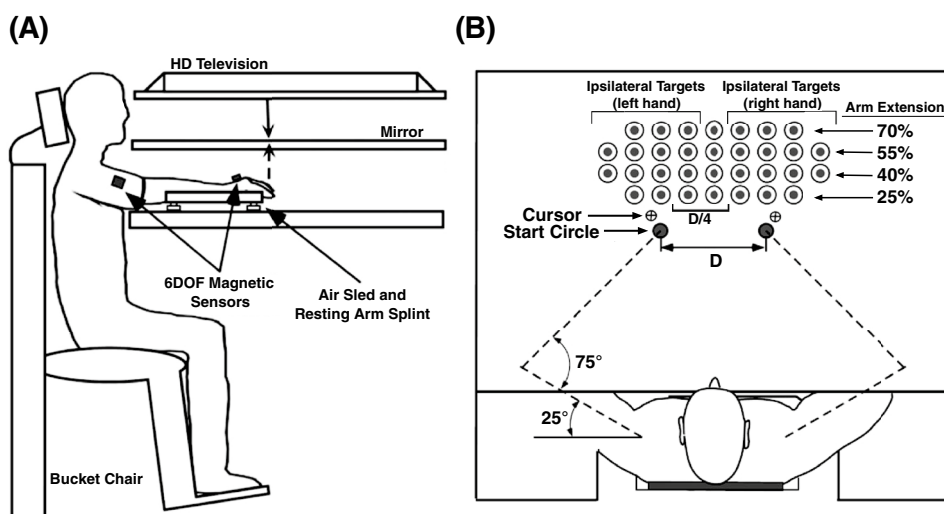 (A)
HD Television
Mirror
6DOF Magnetic
Sensors
Air Sled and
Resting Arm Splint
Bucket Chair
(B)
Ipsilateral Targets
(left hand)
Ipsilateral Targets
(right hand)
Arm Extension
70%
55%
40%
25%
Cursor
Start Circle
D/4
D
75°
25°